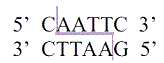 5’ CAATTC 3’
3’ CTTAAG 5’